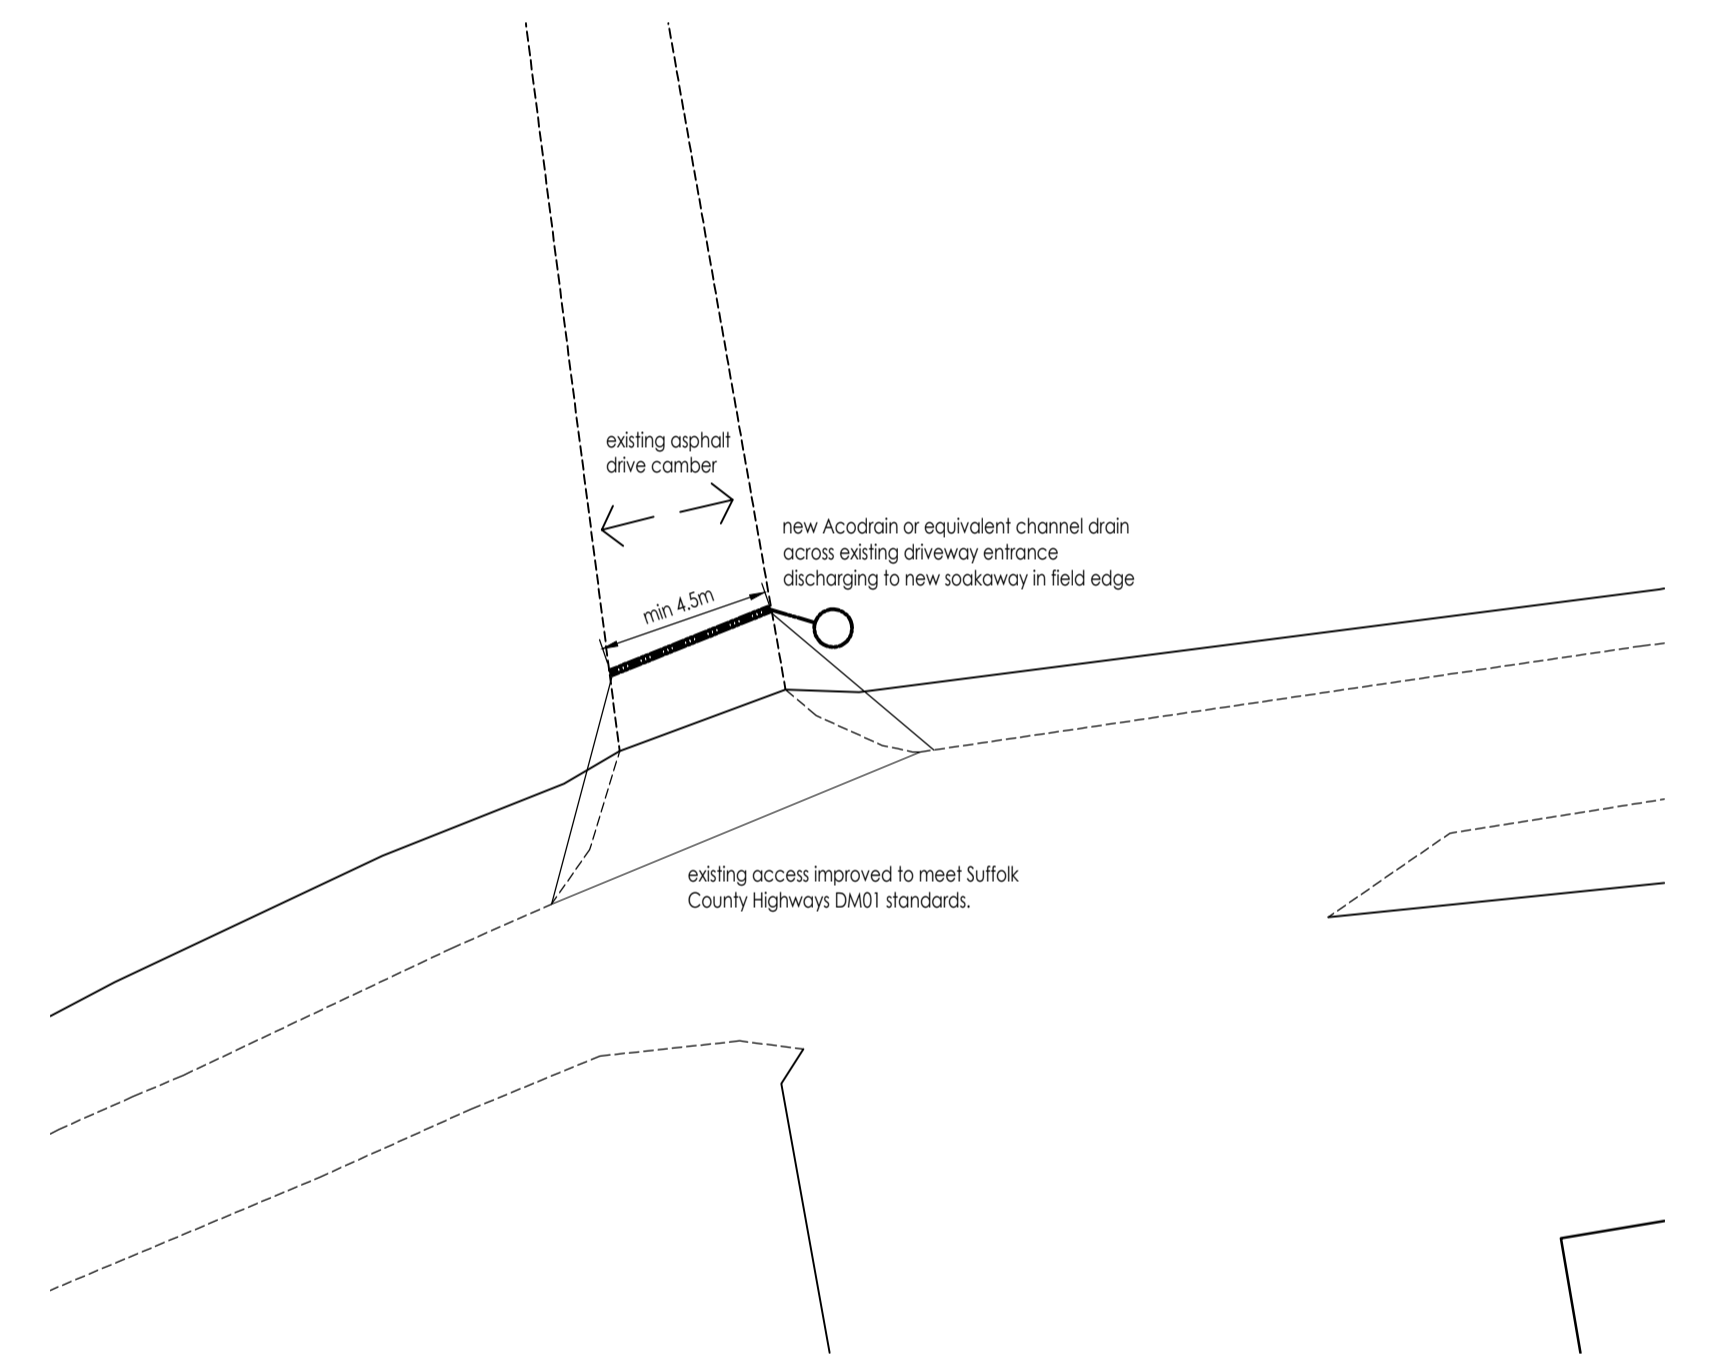 existing asphalt
drive camber
new Acodrain or equivalent channel drain
across existing driveway entrance
discharging to new soakaway in field edge
min 4.5m
existing access improved to meet Suffolk
County Highways DM01 standards.